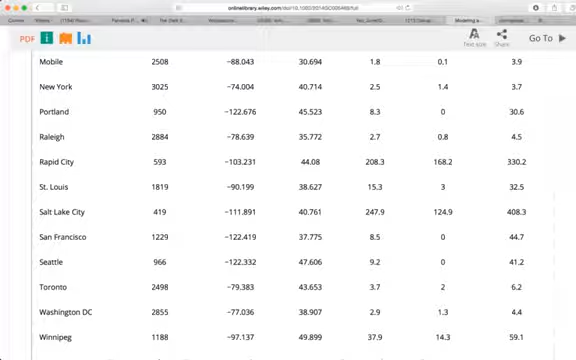 onlinelibrary.wiley.com/doi/10.1002/2014GC005469/full
PDF
i
Text size
Share
Go To
Mobile 2508 −88.043 30.694 1.8 0.1 3.9
New York 3025 −74.004 40.714 2.5 1.4 3.7
Portland 950 −122.676 45.523 8.3 0 30.6
Raleigh 2884 −78.639 35.772 2.7 0.8 4.5
Rapid City 593 −103.231 44.08 208.3 168.2 330.2
St. Louis 1819 −90.199 38.627 15.3 3 32.5
Salt Lake City 419 −111.891 40.761 247.9 124.9 408.3
San Francisco 1229 −122.419 37.775 8.5 0 44.7
Seattle 966 −122.332 47.606 9.2 0 41.2
Toronto 2498 −79.383 43.653 3.7 2 6.2
Washington DC 2855 −77.036 38.907 2.9 1.3 4.4
Winnipeg 1188 −97.137 49.899 37.9 14.3 59.1